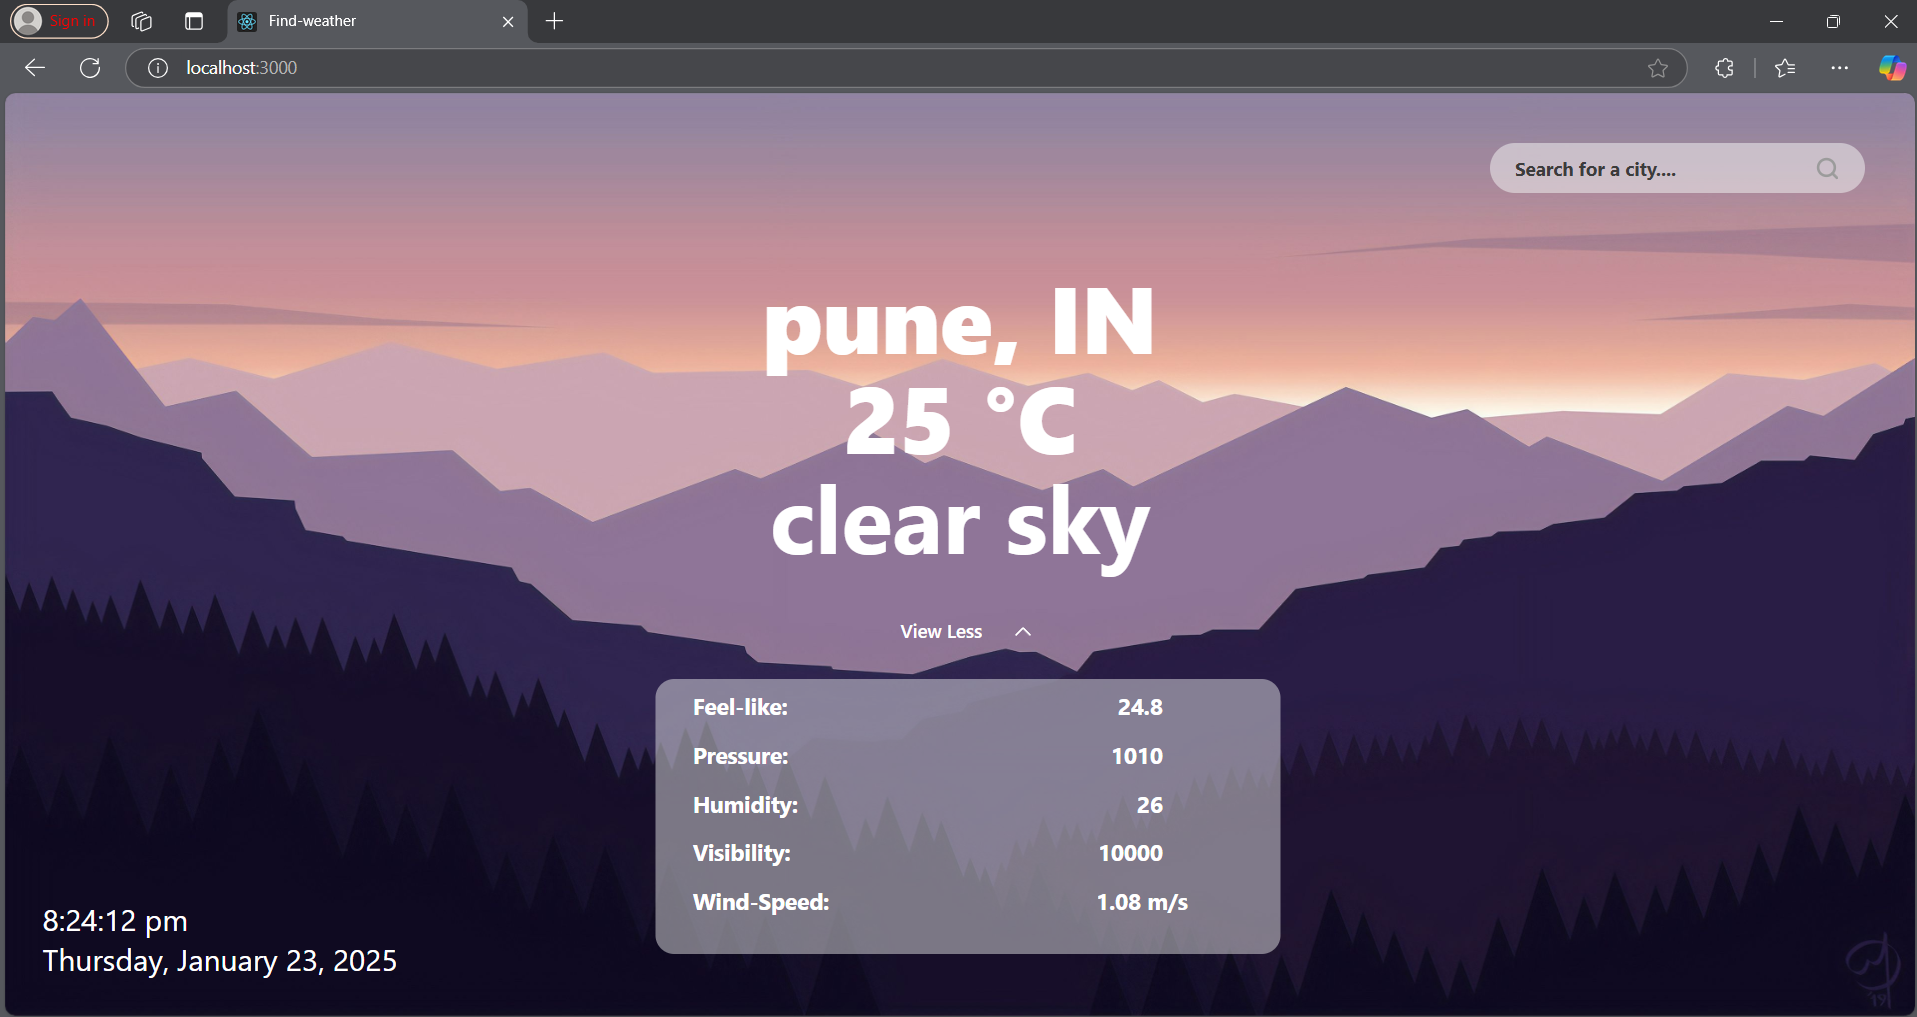 Sign in
Find-weather
localhost:3000
Search for a city....
pune, IN
25 °C
clear sky
View Less
Feel-like: 24.8
Pressure: 1010
Humidity: 26
Visibility: 10000
Wind-Speed: 1.08 m/s
8:24:12 pm
Thursday, January 23, 2025
'19